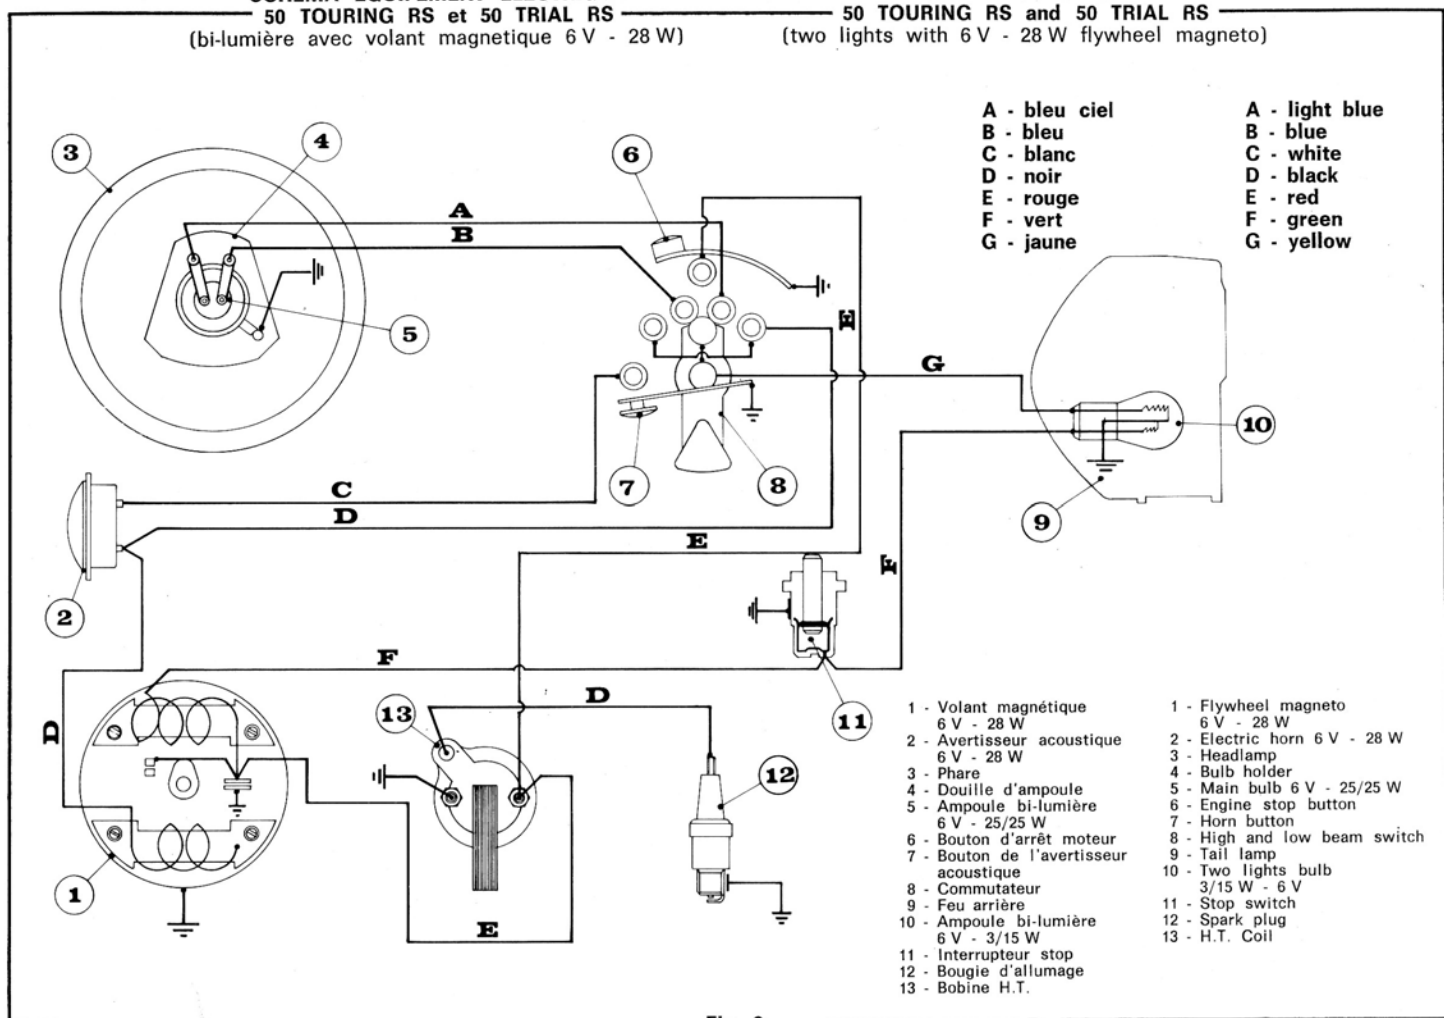 50 TOURING RS et 50 TRIAL RS
(bi-lumière avec volant magnetique 6 V - 28 W)
50 TOURING RS and 50 TRIAL RS
(two lights with 6 V - 28 W flywheel magneto)
A - bleu ciel
B - bleu
C - blanc
D - noir
E - rouge
F - vert
G - jaune
A - light blue
B - blue
C - white
D - black
E - red
F - green
G - yellow
3
4
6
A
B
5
E
G
10
7
8
9
C
D
E
2
F
F
D
13
D
11
12
1
E
1 - Volant magnétique
6 V - 28 W
2 - Avertisseur acoustique
6 V - 28 W
3 - Phare
4 - Douille d'ampoule
5 - Ampoule bi-lumière
6 V - 25/25 W
6 - Bouton d'arrêt moteur
7 - Bouton de l'avertisseur
acoustique
8 - Commutateur
9 - Feu arrière
10 - Ampoule bi-lumière
6 V - 3/15 W
11 - Interrupteur stop
12 - Bougie d'allumage
13 - Bobine H.T.
1 - Flywheel magneto
6 V - 28 W
2 - Electric horn 6 V - 28 W
3 - Headlamp
4 - Bulb holder
5 - Main bulb 6 V - 25/25 W
6 - Engine stop button
7 - Horn button
8 - High and low beam switch
9 - Tail lamp
10 - Two lights bulb
3/15 W - 6 V
11 - Stop switch
12 - Spark plug
13 - H.T. Coil